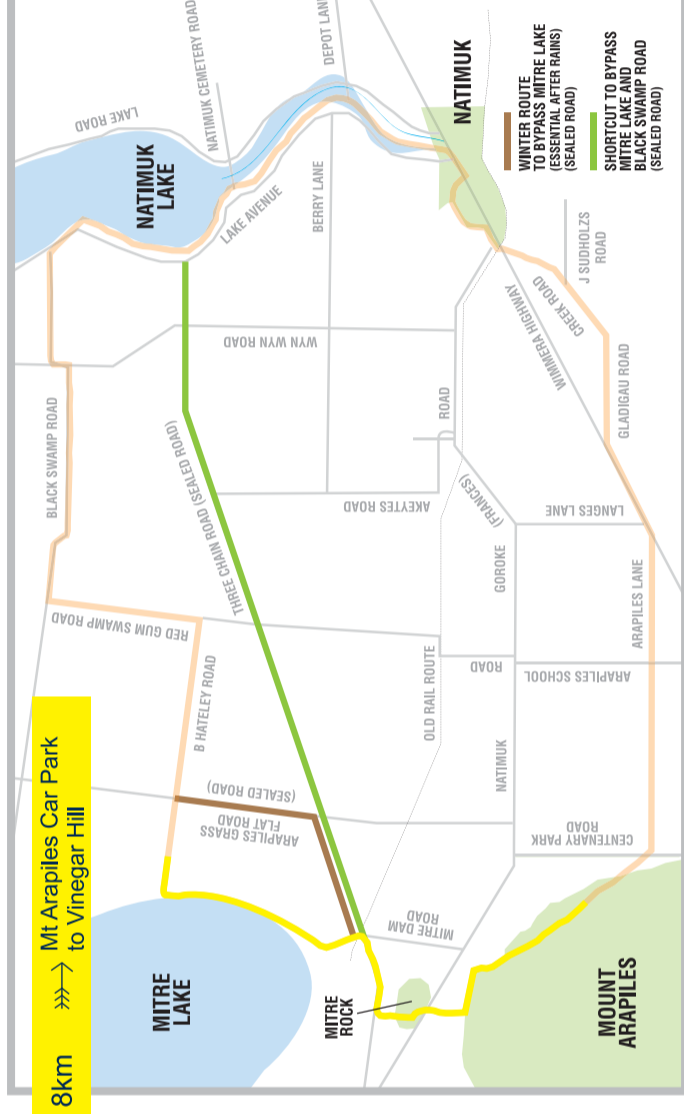 8km
Mt Arapiles Car Park
to Vinegar Hill
LAKE ROAD
NATIMUK CEMETERY ROAD
DEPOT LANE
NATIMUK
LAKE
LAKE AVENUE
BERRY LANE
NATIMUK
WINTER ROUTE
TO BYPASS MITRE LAKE
(ESSENTIAL AFTER RAINS)
(SEALED ROAD)
SHORTCUT TO BYPASS
MITRE LAKE AND
BLACK SWAMP ROAD
(SEALED ROAD)
J SUDHOLZS
ROAD
CREEK ROAD
WIMMERA HIGHWAY
GLADIGAU ROAD
WYN WYN ROAD
BLACK SWAMP ROAD
THREE CHAIN ROAD (SEALED ROAD)
AKEYTES ROAD
ROAD
(FRANCES)
GOROKE
NATIMUK
LANGES LANE
ARAPILES LANE
RED GUM SWAMP ROAD
B HATELEY ROAD
OLD RAIL ROUTE
ARAPILES SCHOOL
ROAD
(SEALED ROAD)
ARAPILES GRASS
FLAT ROAD
CENTENARY PARK
ROAD
MITRE DAM
ROAD
MITRE
LAKE
MITRE
ROCK
MOUNT
ARAPILES